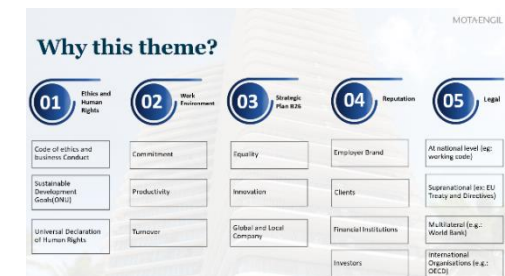 MOTAENGIL
Why this theme?
01
Ethics and
Human
Rights
02
Work
Environment
03
Strategic
Plan B26
04
Reputation
05
Legal
Code of ethics and
business Conduct
Sustainable
Development
Goals(ONU)
Universal Declaration
of Human Rights
Commitment
Productivity
Turnover
Equality
Innovation
Global and Local
Company
Employer Brand
Clients
Financial Institutions
Investors
At national level (eg:
working code)
Supranational (ex: EU
Treaty and Directives)
Multilateral (e.g.:
World Bank)
International
Organisations (e.g.:
OECD)